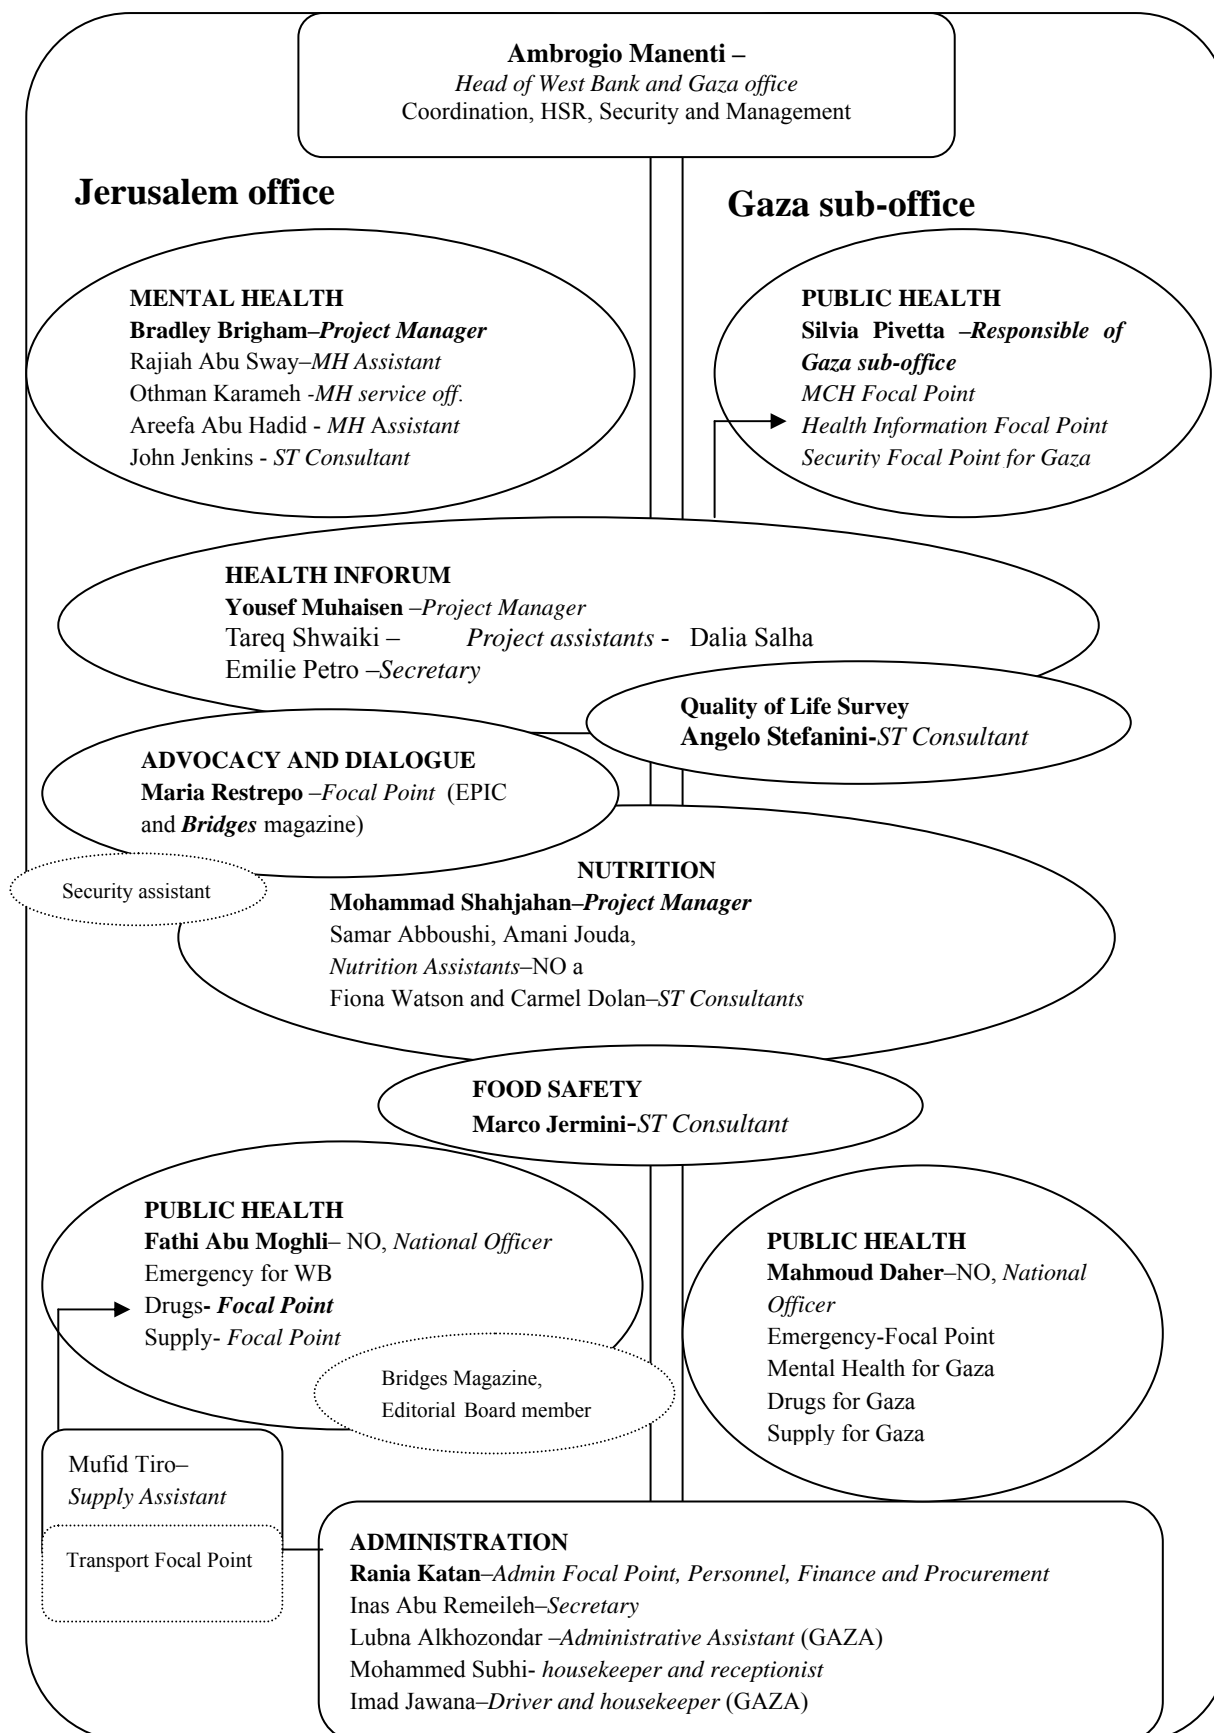 Ambrogio Manenti –
Head of West Bank and Gaza office
Coordination, HSR, Security and Management
Jerusalem office
Gaza sub-office
MENTAL HEALTH
Bradley Brigham–Project Manager
Rajiah Abu Sway–MH Assistant
Othman Karameh -MH service off.
Areefa Abu Hadid - MH Assistant
John Jenkins - ST Consultant
PUBLIC HEALTH
Silvia Pivetta –Responsible of
Gaza sub-office
MCH Focal Point
Health Information Focal Point
Security Focal Point for Gaza
HEALTH INFORUM
Yousef Muhaisen –Project Manager
Tareq Shwaiki – Project assistants - Dalia Salha
Emilie Petro –Secretary
Quality of Life Survey
Angelo Stefanini-ST Consultant
ADVOCACY AND DIALOGUE
Maria Restrepo –Focal Point (EPIC
and Bridges magazine)
Security assistant
NUTRITION
Mohammad Shahjahan–Project Manager
Samar Abboushi, Amani Jouda,
Nutrition Assistants–NO a
Fiona Watson and Carmel Dolan–ST Consultants
FOOD SAFETY
Marco Jermini-ST Consultant
PUBLIC HEALTH
Fathi Abu Moghli– NO, National Officer
Emergency for WB
Drugs- Focal Point
Supply- Focal Point
Bridges Magazine,
Editorial Board member
PUBLIC HEALTH
Mahmoud Daher–NO, National
Officer
Emergency-Focal Point
Mental Health for Gaza
Drugs for Gaza
Supply for Gaza
Mufid Tiro–
Supply Assistant
Transport Focal Point
ADMINISTRATION
Rania Katan–Admin Focal Point, Personnel, Finance and Procurement
Inas Abu Remeileh–Secretary
Lubna Alkhozondar –Administrative Assistant (GAZA)
Mohammed Subhi- housekeeper and receptionist
Imad Jawana–Driver and housekeeper (GAZA)